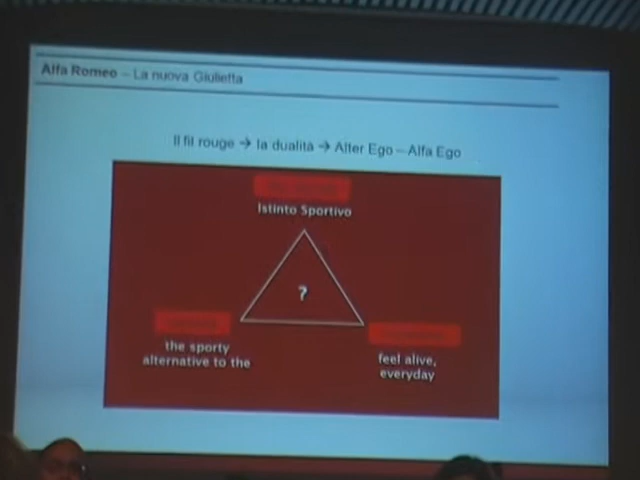 Alfa Romeo – La nuova Giulietta
Il fil rouge → la dualità → Alter Ego – Alfa Ego
Istinto Sportivo
?
the sporty
alternative to the
feel alive,
everyday